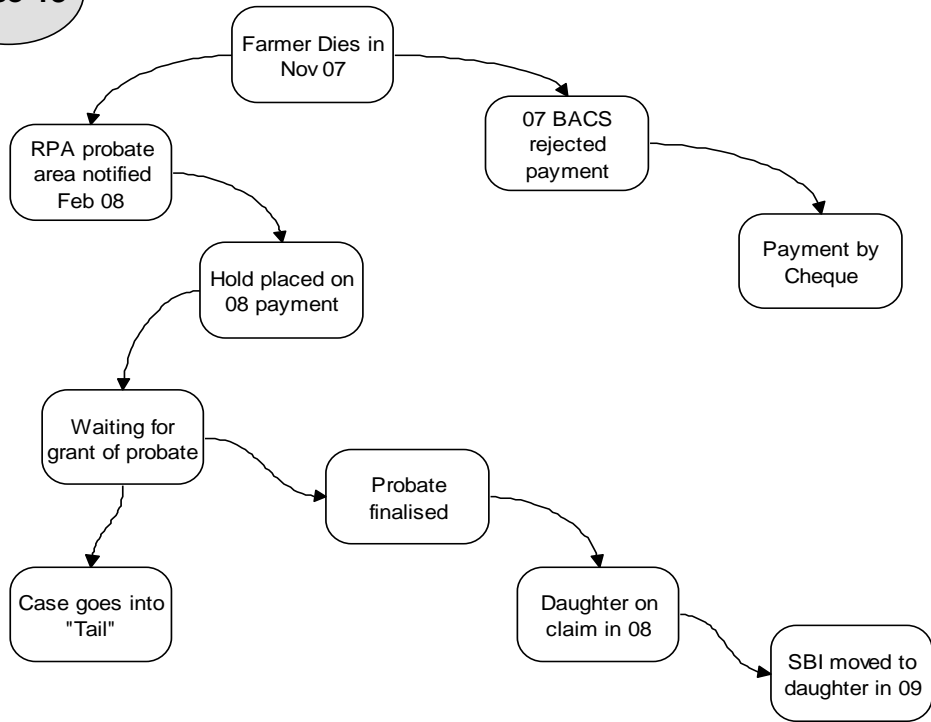 Farmer Dies in
Nov 07
RPA probate
area notified
Feb 08
07 BACS
rejected
payment
Hold placed on
08 payment
Payment by
Cheque
Waiting for
grant of probate
Probate
finalised
Case goes into
"Tail"
Daughter on
claim in 08
SBI moved to
daughter in 09